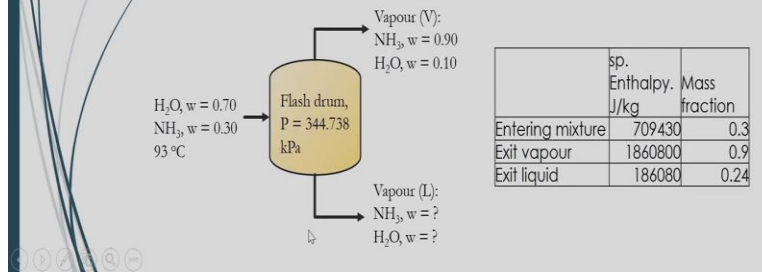 Vapour (V):
NH₃, w = 0.90
H₂O, w = 0.10
H₂O, w = 0.70
NH₃, w = 0.30
93 °C
Flash drum,
P = 344.738
kPa
Vapour (L):
NH₃, w = ?
H₂O, w = ?
sp.
Enthalpy. Mass
J/kg fraction
Entering mixture 709430 0.3
Exit vapour 1860800 0.9
Exit liquid 186080 0.24